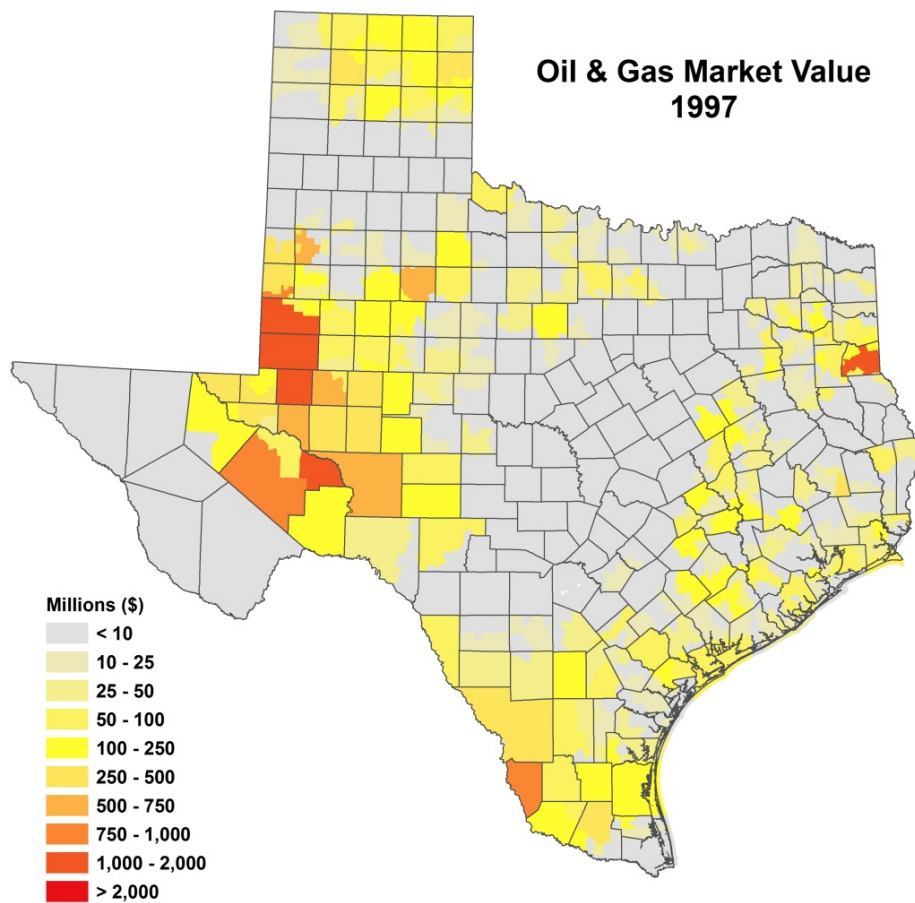 Oil & Gas Market Value
1997
Millions ($)
< 10
10 - 25
25 - 50
50 - 100
100 - 250
250 - 500
500 - 750
750 - 1,000
1,000 - 2,000
> 2,000